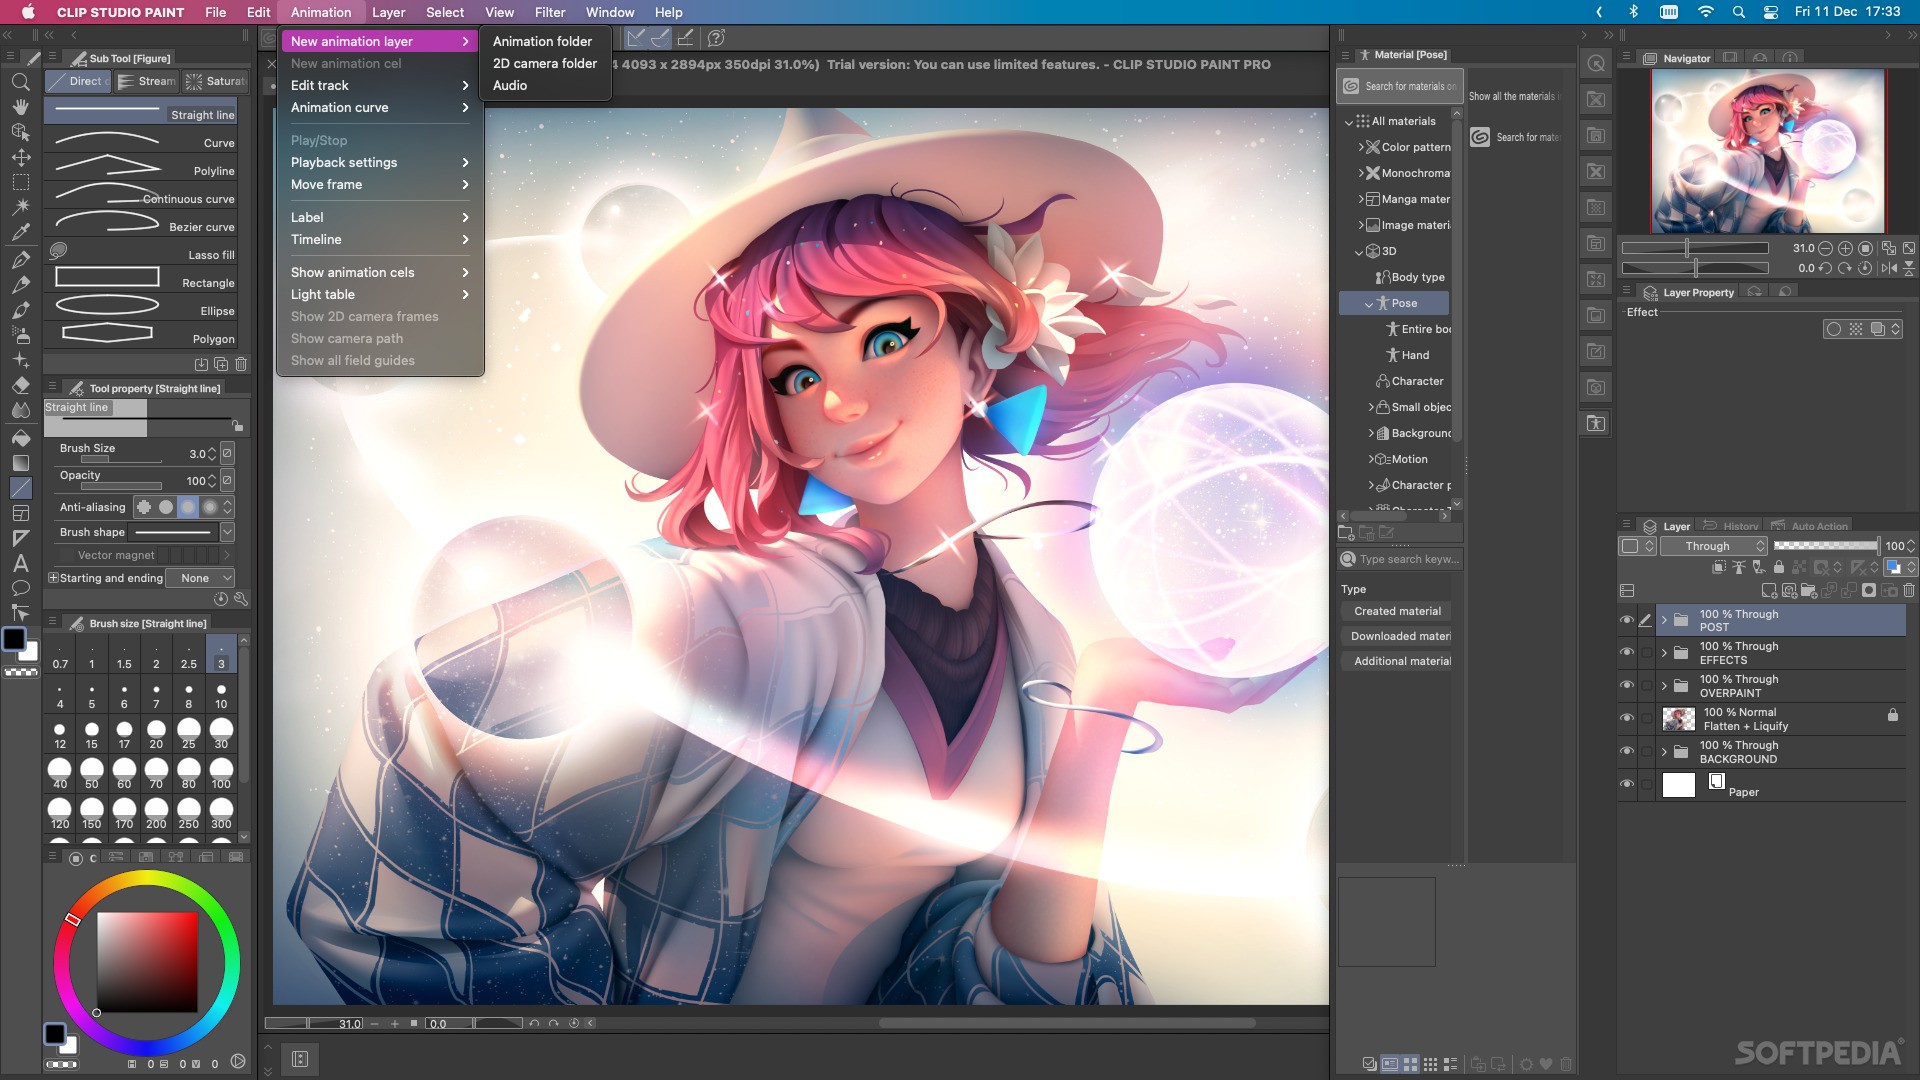 CLIP STUDIO PAINT File Edit Animation Layer Select View Filter Window Help
Fri 11 Dec 17:33
4 4093 x 2894px 350dpi 31.0%) Trial version: You can use limited features. - CLIP STUDIO PAINT PRO
New animation layer
New animation cel
Edit track
Animation curve
Play/Stop
Playback settings
Move frame
Label
Timeline
Show animation cels
Light table
Show 2D camera frames
Show camera path
Show all field guides
Animation folder
2D camera folder
Audio
Sub Tool [Figure]
Direct Stream Saturat
Straight line
Curve
Polyline
Continuous curve
Bezier curve
Lasso fill
Rectangle
Ellipse
Polygon
Tool property [Straight line]
Straight line
Brush Size 3.0
Opacity 100
Anti-aliasing
Brush shape
Vector magnet
Starting and ending None
Brush size [Straight line]
0.7 1 1.5 2 2.5 3
4 5 6 7 8 10
12 15 17 20 25 30
40 50 60 70 80 100
120 150 170 200 250 300
C
0 0 0
31.0 0.0
Material [Pose]
Search for materials on
Show all the materials i
Search for mate
All materials
Color pattern
Monochroma
Manga mater
Image materi
3D
Body type
Pose
Entire bo
Hand
Character
Small objec
Background
Motion
Character p
Type search keyw...
Type
Created material
Downloaded materi
Additional material
Navigator
31.0
0.0
Layer Property
Effect
Layer History Auto Action
Through 100
100 % Through
POST
100 % Through
EFFECTS
100 % Through
OVERPAINT
100 % Normal
Flatten + Liquify
100 % Through
BACKGROUND
Paper
SOFTPEDIA